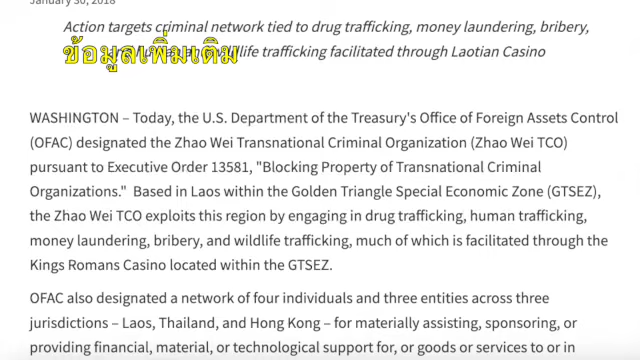 January 30, 2018
Action targets criminal network tied to drug trafficking, money laundering, bribery,
ข้อมูลเพิ่มเติม
wildlife trafficking facilitated through Laotian Casino
WASHINGTON – Today, the U.S. Department of the Treasury's Office of Foreign Assets Control
(OFAC) designated the Zhao Wei Transnational Criminal Organization (Zhao Wei TCO)
pursuant to Executive Order 13581, "Blocking Property of Transnational Criminal
Organizations."  Based in Laos within the Golden Triangle Special Economic Zone (GTSEZ),
the Zhao Wei TCO exploits this region by engaging in drug trafficking, human trafficking,
money laundering, bribery, and wildlife trafficking, much of which is facilitated through the
Kings Romans Casino located within the GTSEZ.
OFAC also designated a network of four individuals and three entities across three
jurisdictions – Laos, Thailand, and Hong Kong – for materially assisting, sponsoring, or
providing financial, material, or technological support for, or goods or services to or in